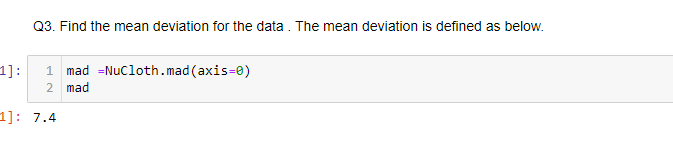 Q3. Find the mean deviation for the data . The mean deviation is defined as below.
1]: 1 mad =NuCloth.mad(axis=0)
2 mad
1]: 7.4